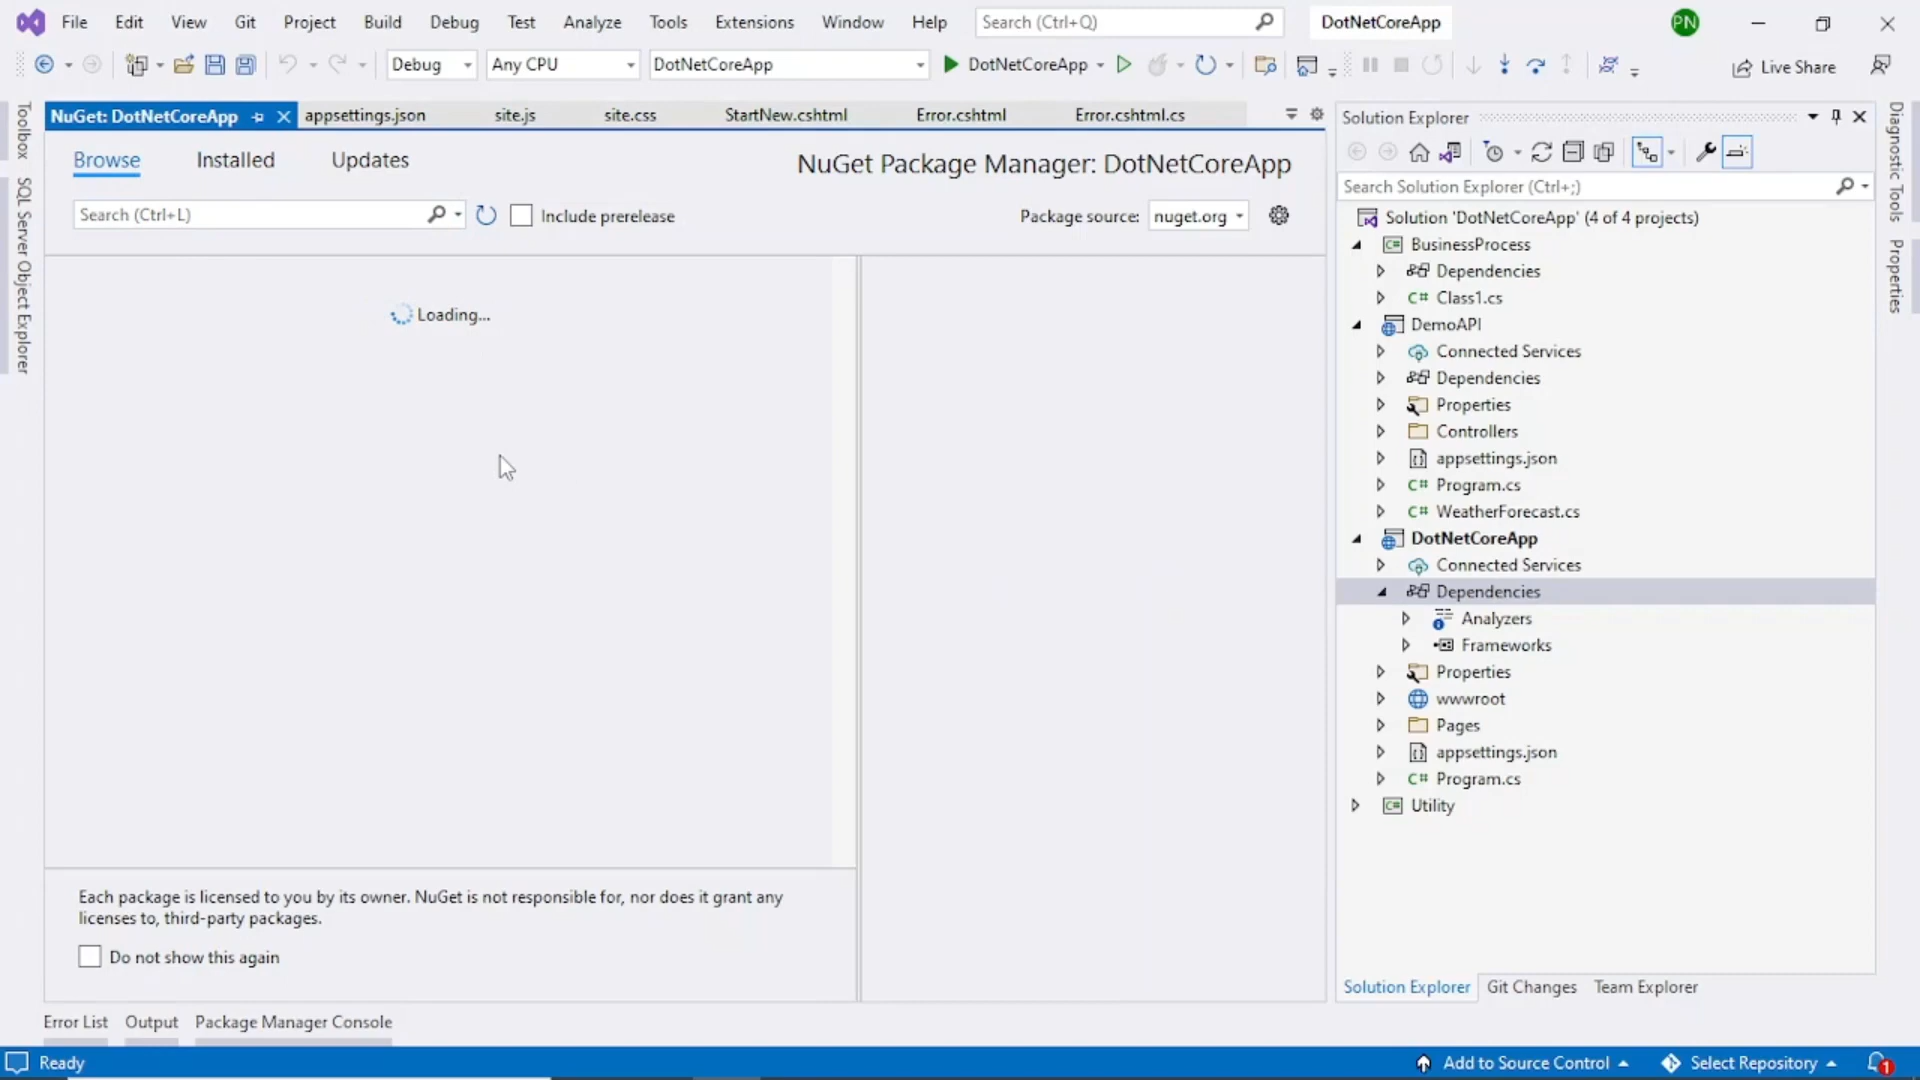 File Edit View Git Project Build Debug Test Analyze Tools Extensions Window Help Search (Ctrl+Q) DotNetCoreApp PN
Debug Any CPU DotNetCoreApp DotNetCoreApp Live Share
NuGet: DotNetCoreApp appsettings.json site.js site.css StartNew.cshtml Error.cshtml Error.cshtml.cs
Toolbox
SQL Server Object Explorer
Browse Installed Updates
NuGet Package Manager: DotNetCoreApp
Search (Ctrl+L) Include prerelease Package source: nuget.org
Loading...
Each package is licensed to you by its owner. NuGet is not responsible for, nor does it grant any
licenses to, third-party packages.
Do not show this again
Solution Explorer
Search Solution Explorer (Ctrl+;)
Solution 'DotNetCoreApp' (4 of 4 projects)
C# BusinessProcess
Dependencies
C# Class1.cs
DemoAPI
Connected Services
Dependencies
Properties
Controllers
appsettings.json
C# Program.cs
C# WeatherForecast.cs
DotNetCoreApp
Connected Services
Dependencies
Analyzers
Frameworks
Properties
wwwroot
Pages
appsettings.json
C# Program.cs
C# Utility
Solution Explorer Git Changes Team Explorer
Diagnostic Tools
Properties
Error List Output Package Manager Console
Ready Add to Source Control Select Repository 1